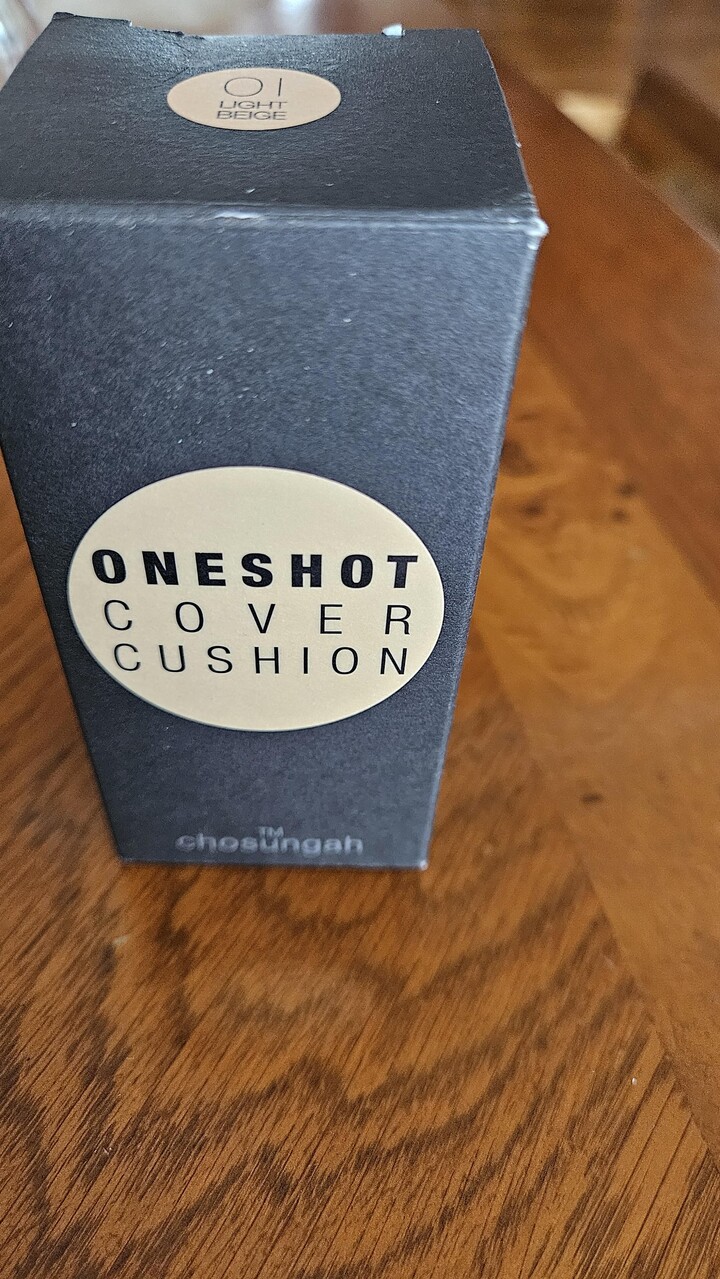 01
LIGHT
BEIGE
ONESHOT
COVER
CUSHION
TM
chosungah